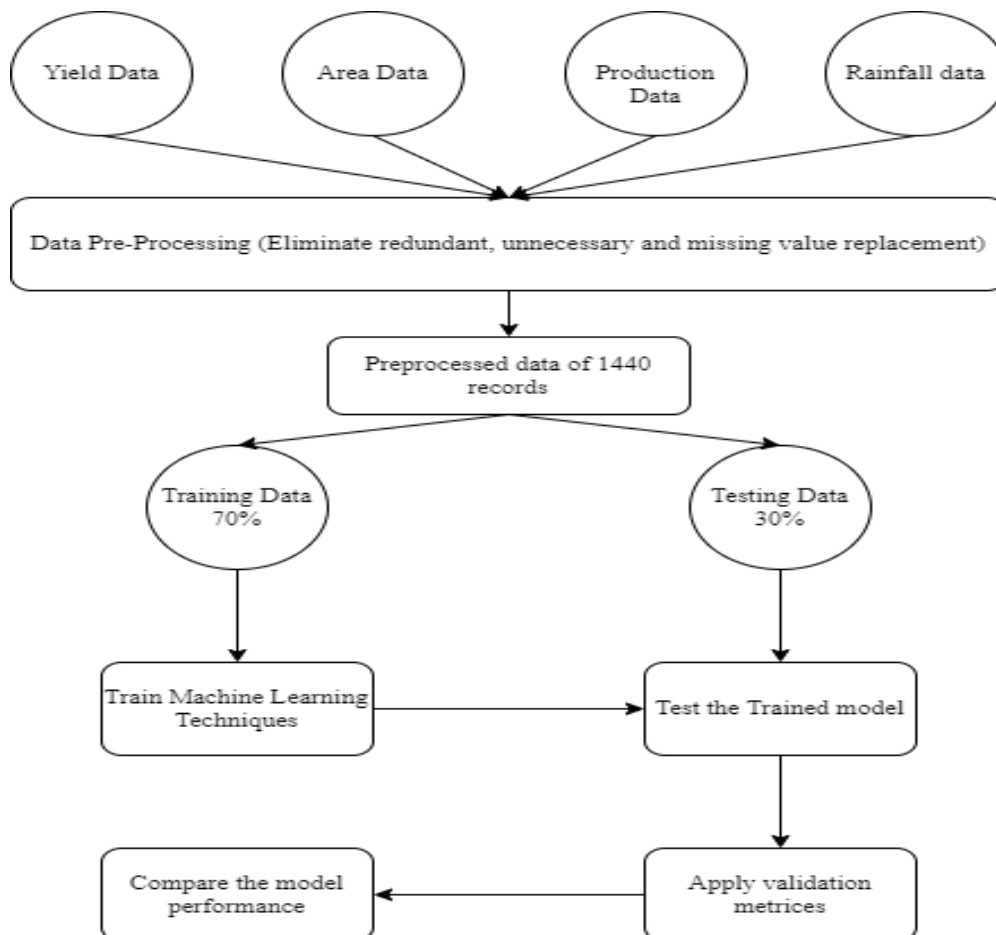 Yield Data
Area Data
Production
Data
Rainfall data
Data Pre-Processing (Eliminate redundant, unnecessary and missing value replacement)
Preprocessed data of 1440
records
Training Data
70%
Testing Data
30%
Train Machine Learning
Techniques
Test the Trained model
Compare the model
performance
Apply validation
metrices